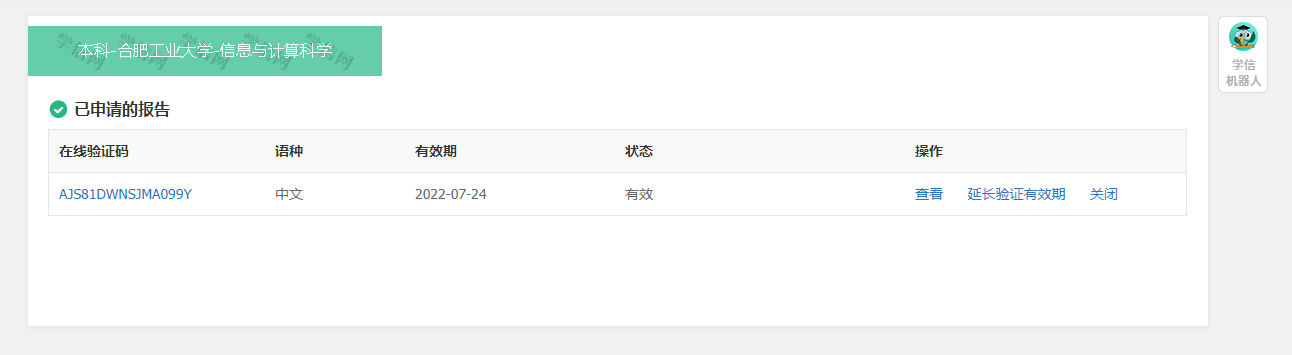 本科-合肥工业大学-信息与计算科学
学信网 学信网 学信网 学信网 学信网
学信
机器人
已申请的报告
在线验证码 语种 有效期 状态 操作
AJS81DWNSJMA099Y 中文 2022-07-24 有效 查看 延长验证有效期 关闭